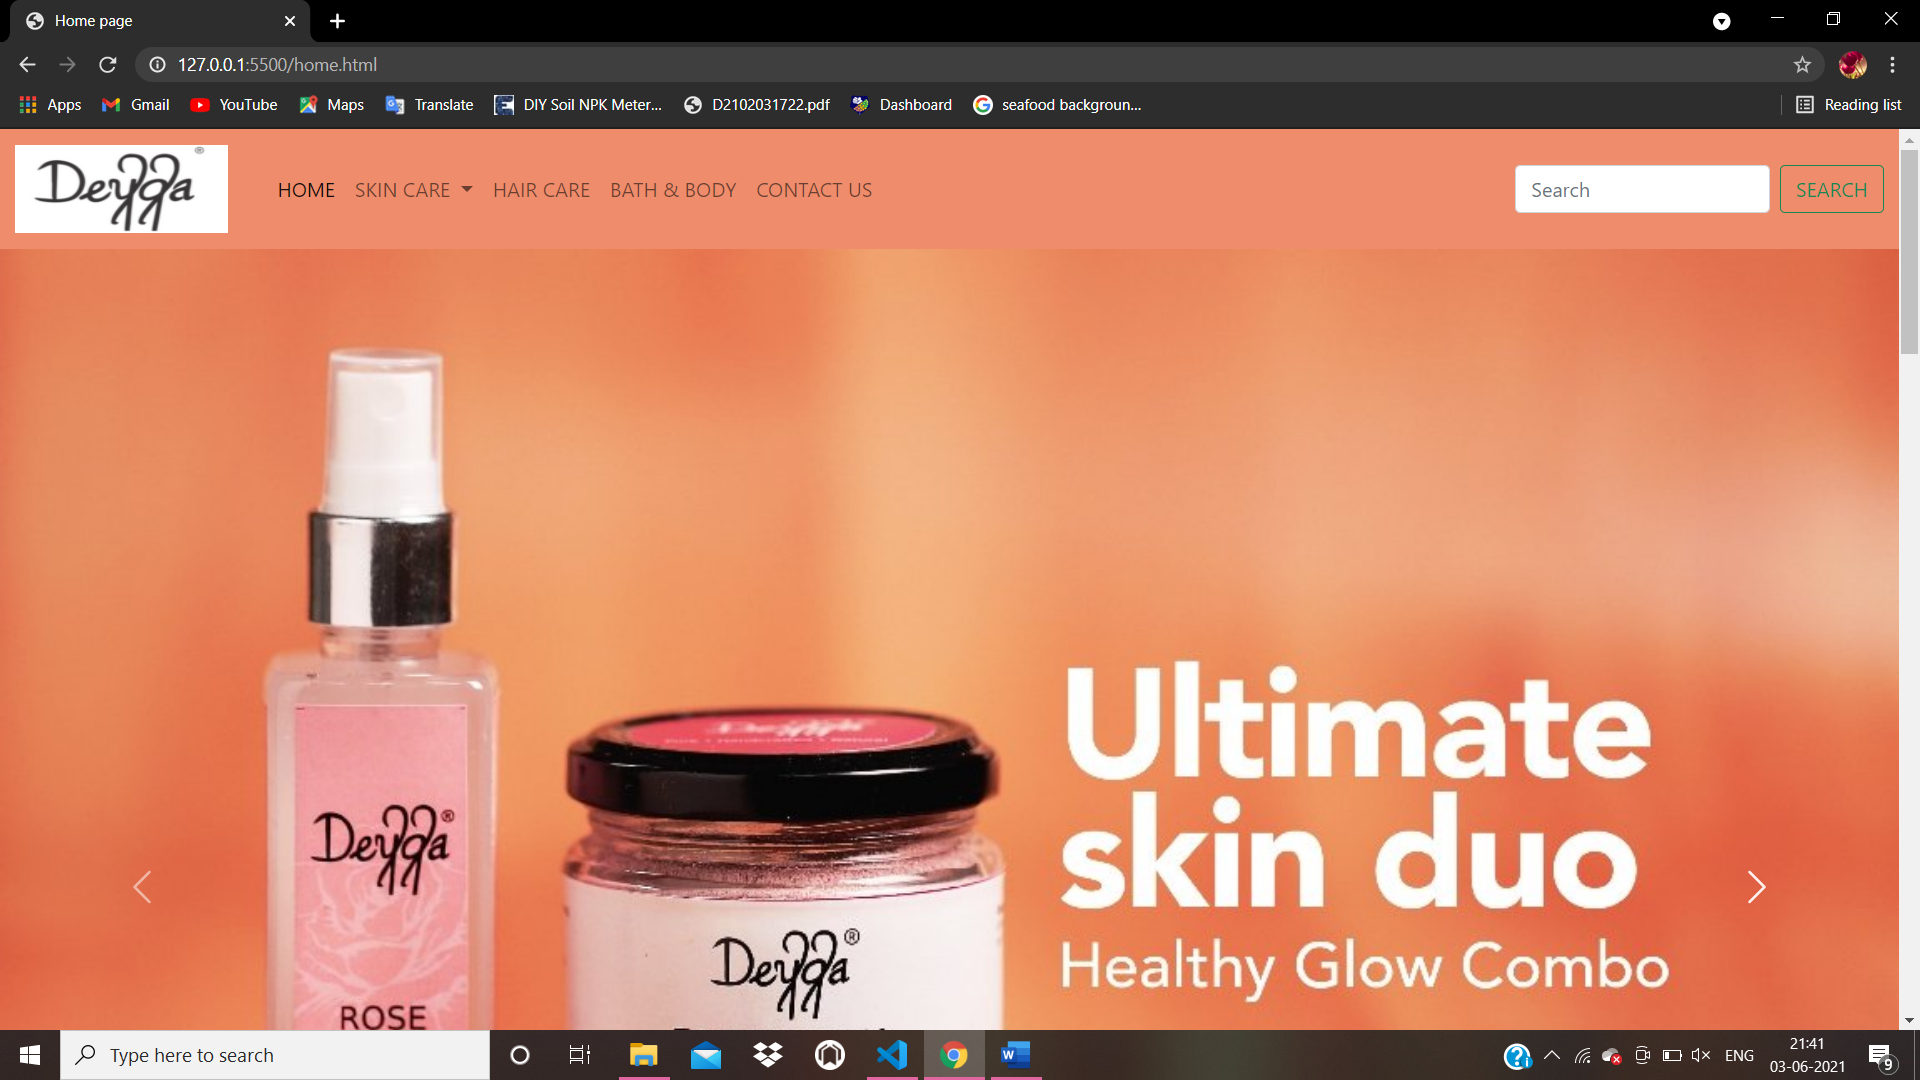 Home page
127.0.0.1:5500/home.html
Apps Gmail YouTube Maps Translate DIY Soil NPK Meter... D2102031722.pdf Dashboard seafood backgroun... Reading list
Deyga ®
HOME SKIN CARE HAIR CARE BATH & BODY CONTACT US Search SEARCH
Deyga
Ultimate
skin duo
Healthy Glow Combo
Deyga ®
ROSE
Deyga ®
Type here to search
ENG
21:41
03-06-2021
9